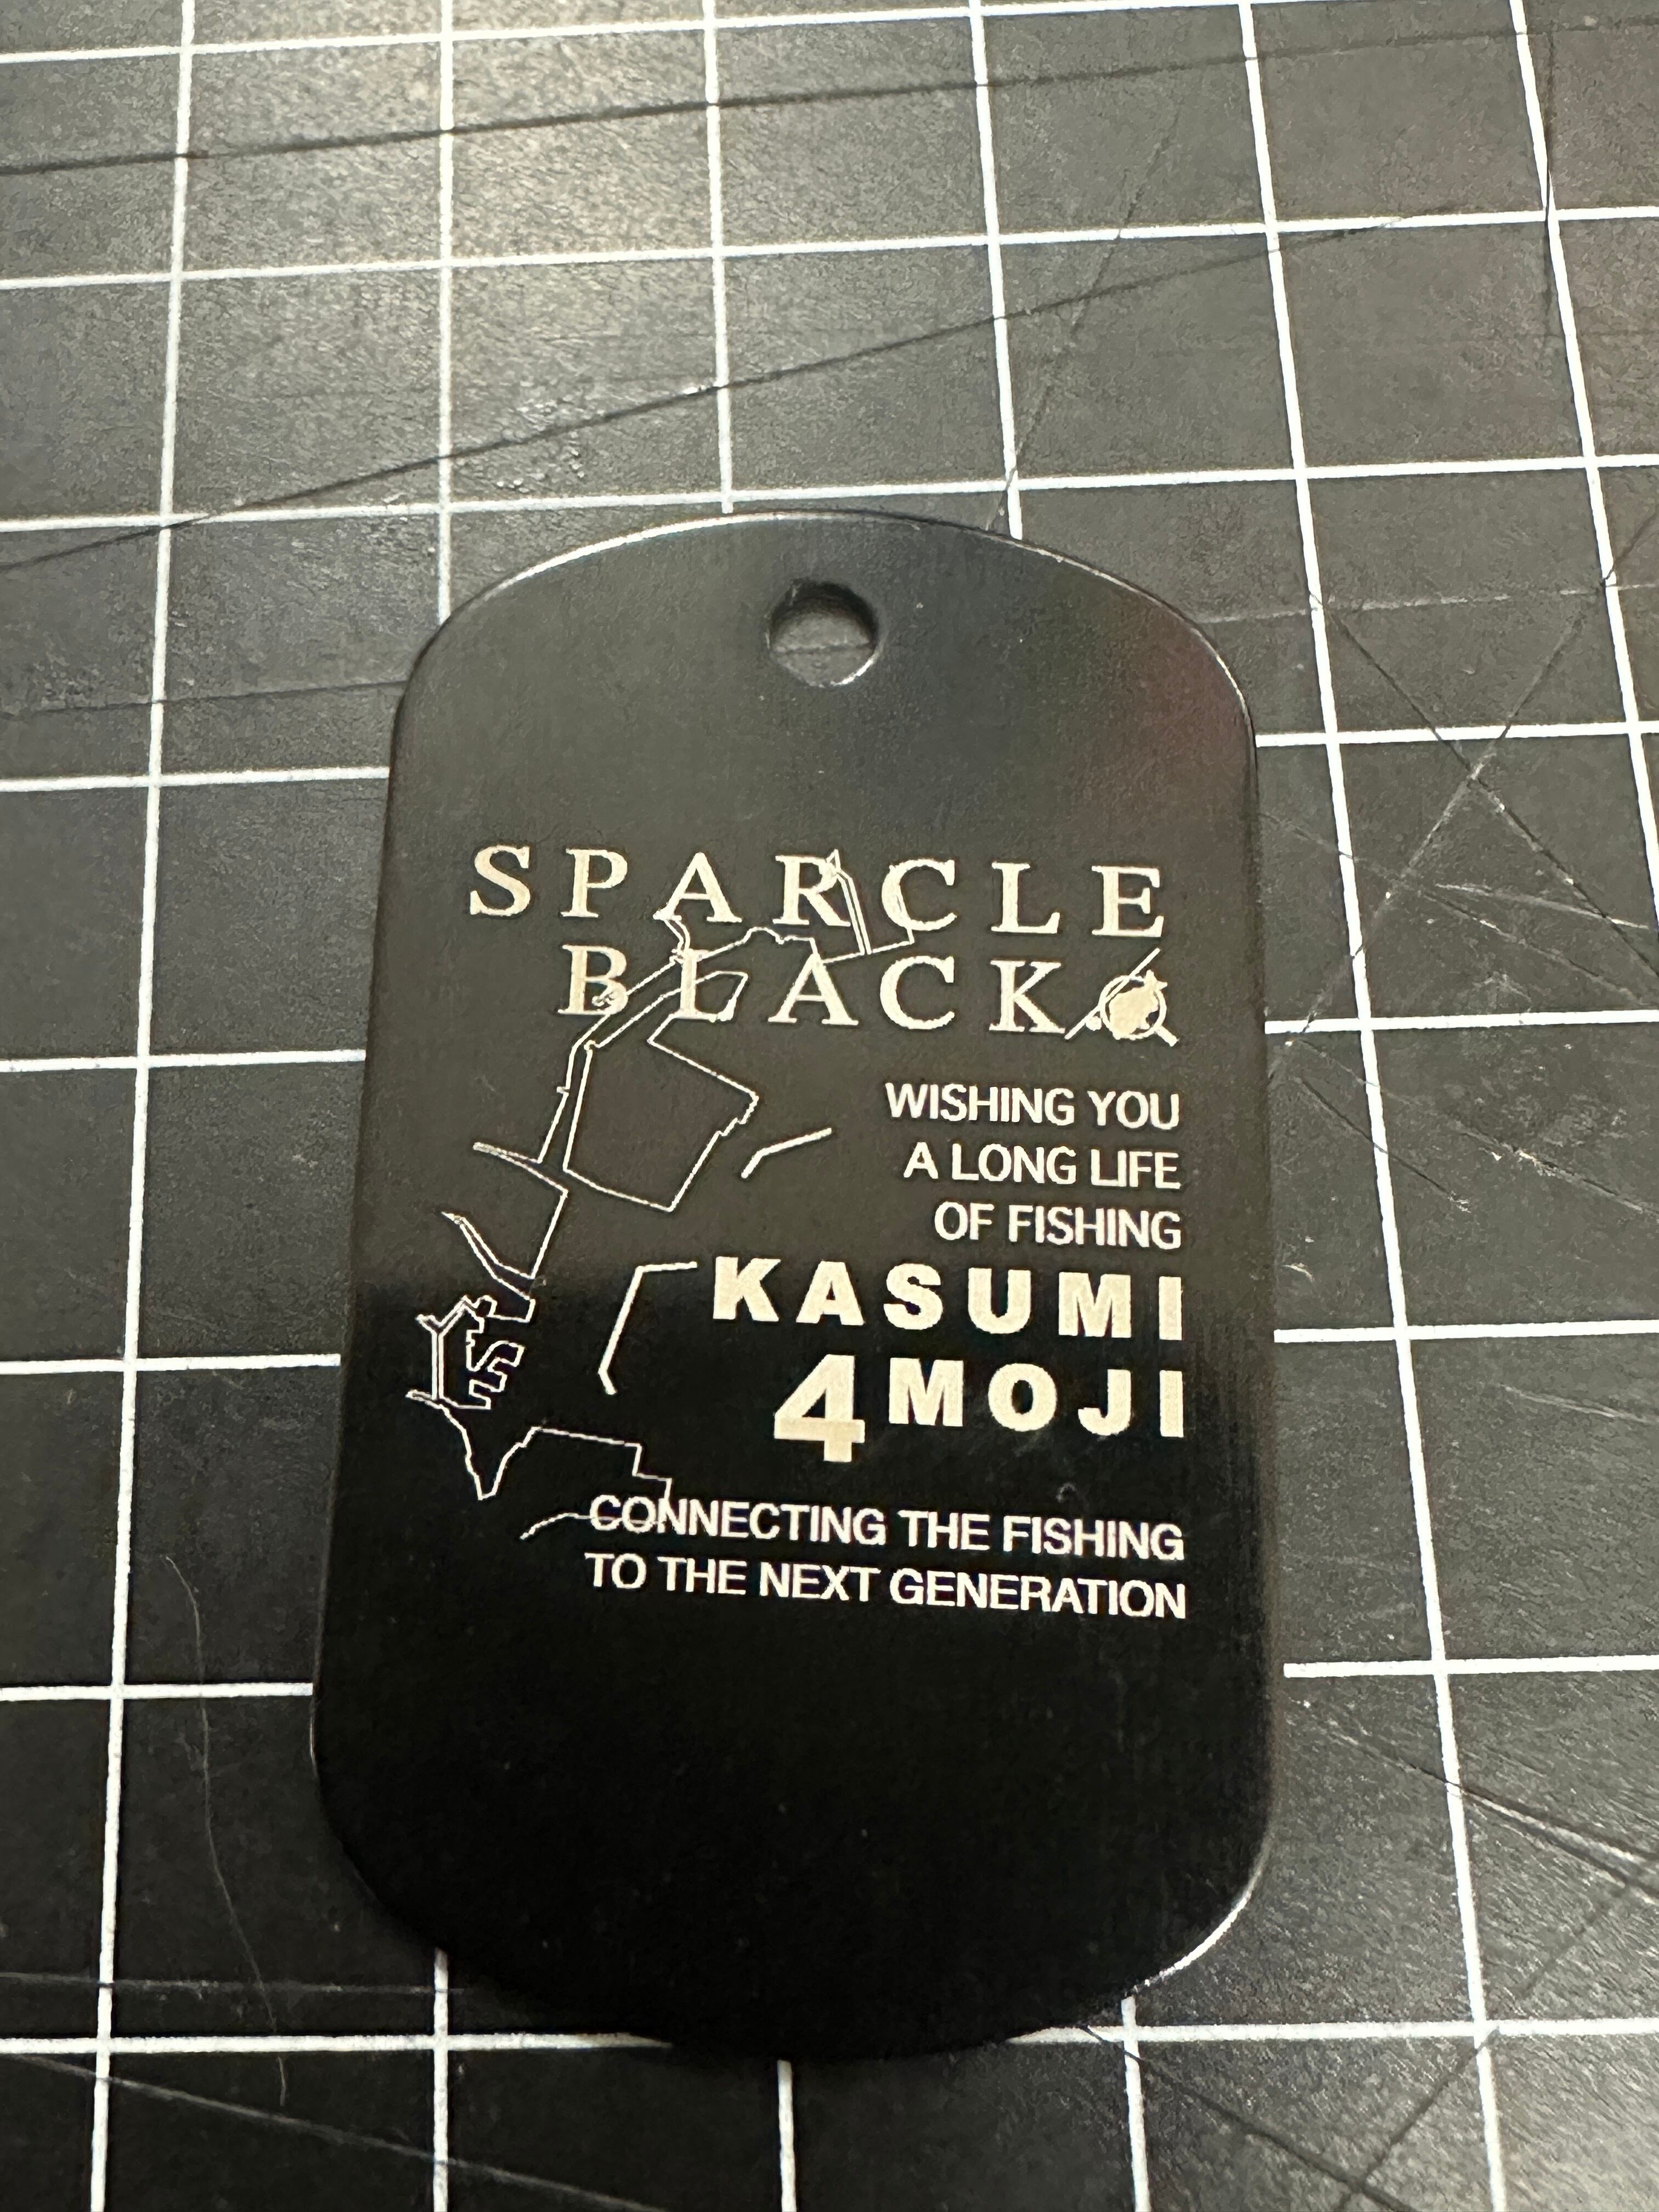 SPARCLE
BLACK
WISHING YOU
A LONG LIFE
OF FISHING
KASUMI
4MOJI
CONNECTING THE FISHING
TO THE NEXT GENERATION